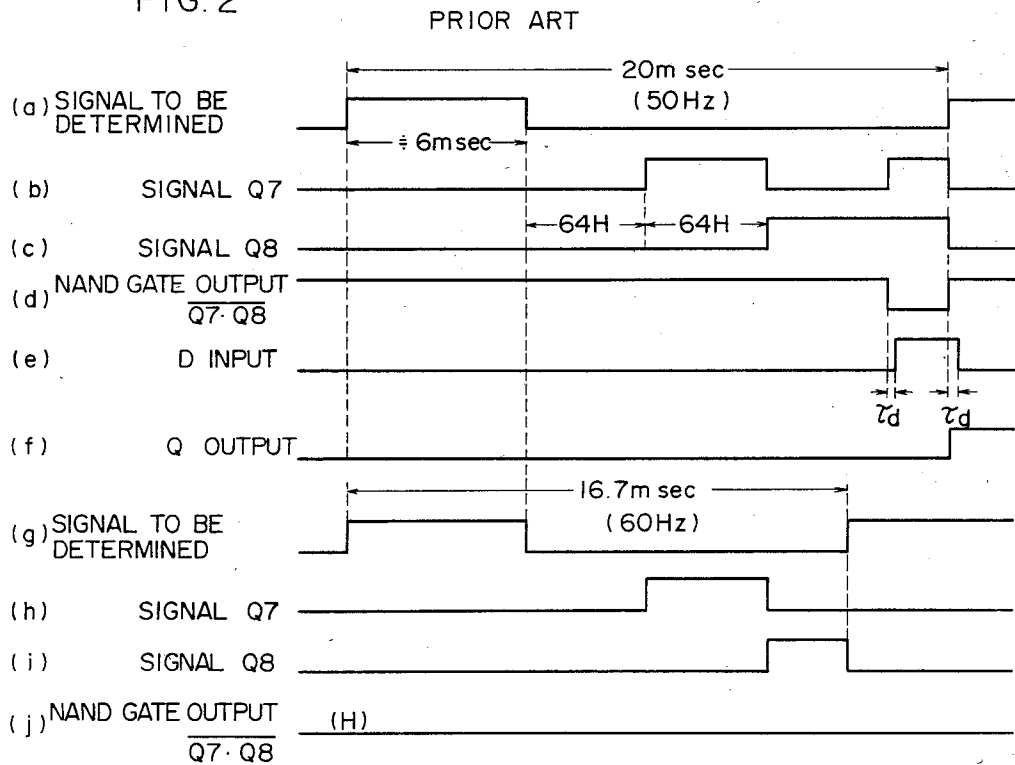 FIG. 2
PRIOR ART
20m sec
(50Hz)
(a) SIGNAL TO BE
DETERMINED
≑ 6m sec
(b) SIGNAL Q7
64H 64H
(c) SIGNAL Q8
(d) NAND GATE OUTPUT
Q7·Q8
(e) D INPUT
τd τd
(f) Q OUTPUT
16.7m sec
(60Hz)
(g) SIGNAL TO BE
DETERMINED
(h) SIGNAL Q7
(i) SIGNAL Q8
(j) NAND GATE OUTPUT (H)
Q7·Q8